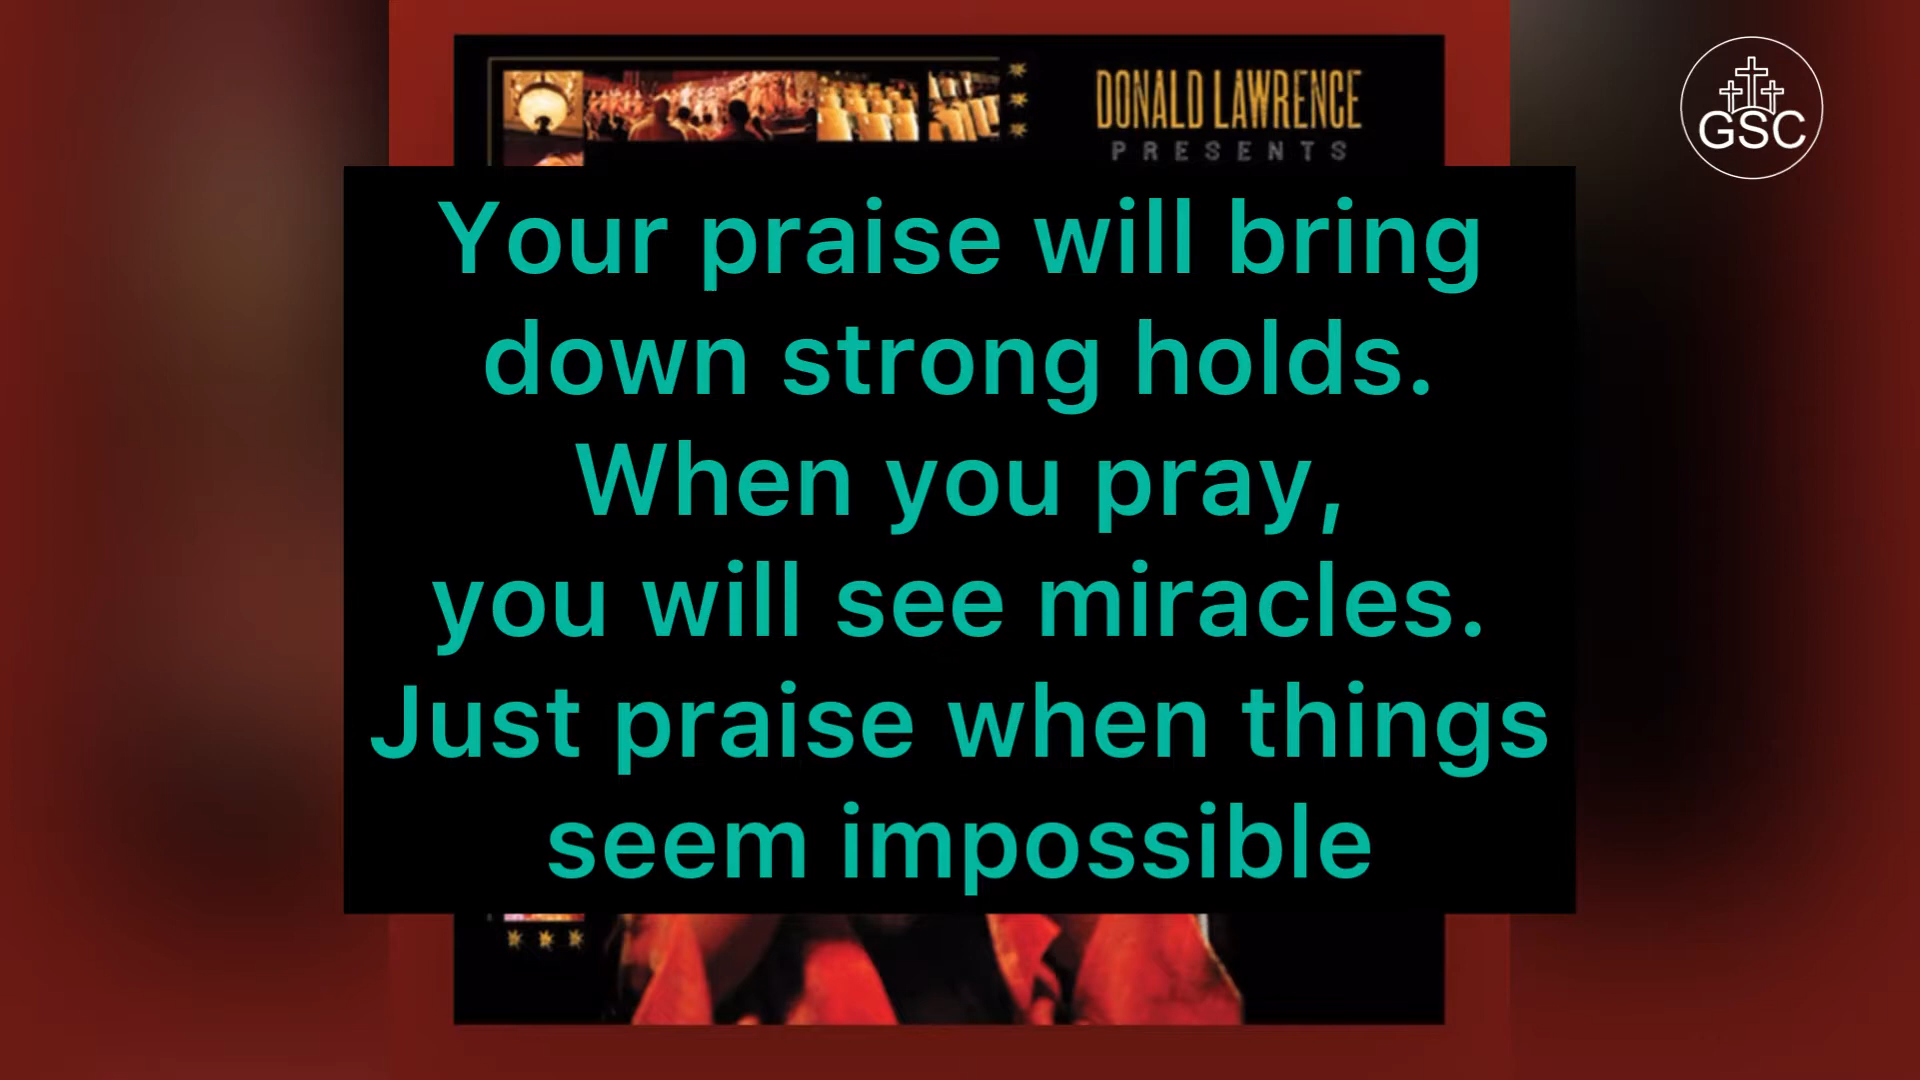 DONALD LAWRENCE
PRESENTS
GSC
Your praise will bring
down strong holds.
When you pray,
you will see miracles.
Just praise when things
seem impossible